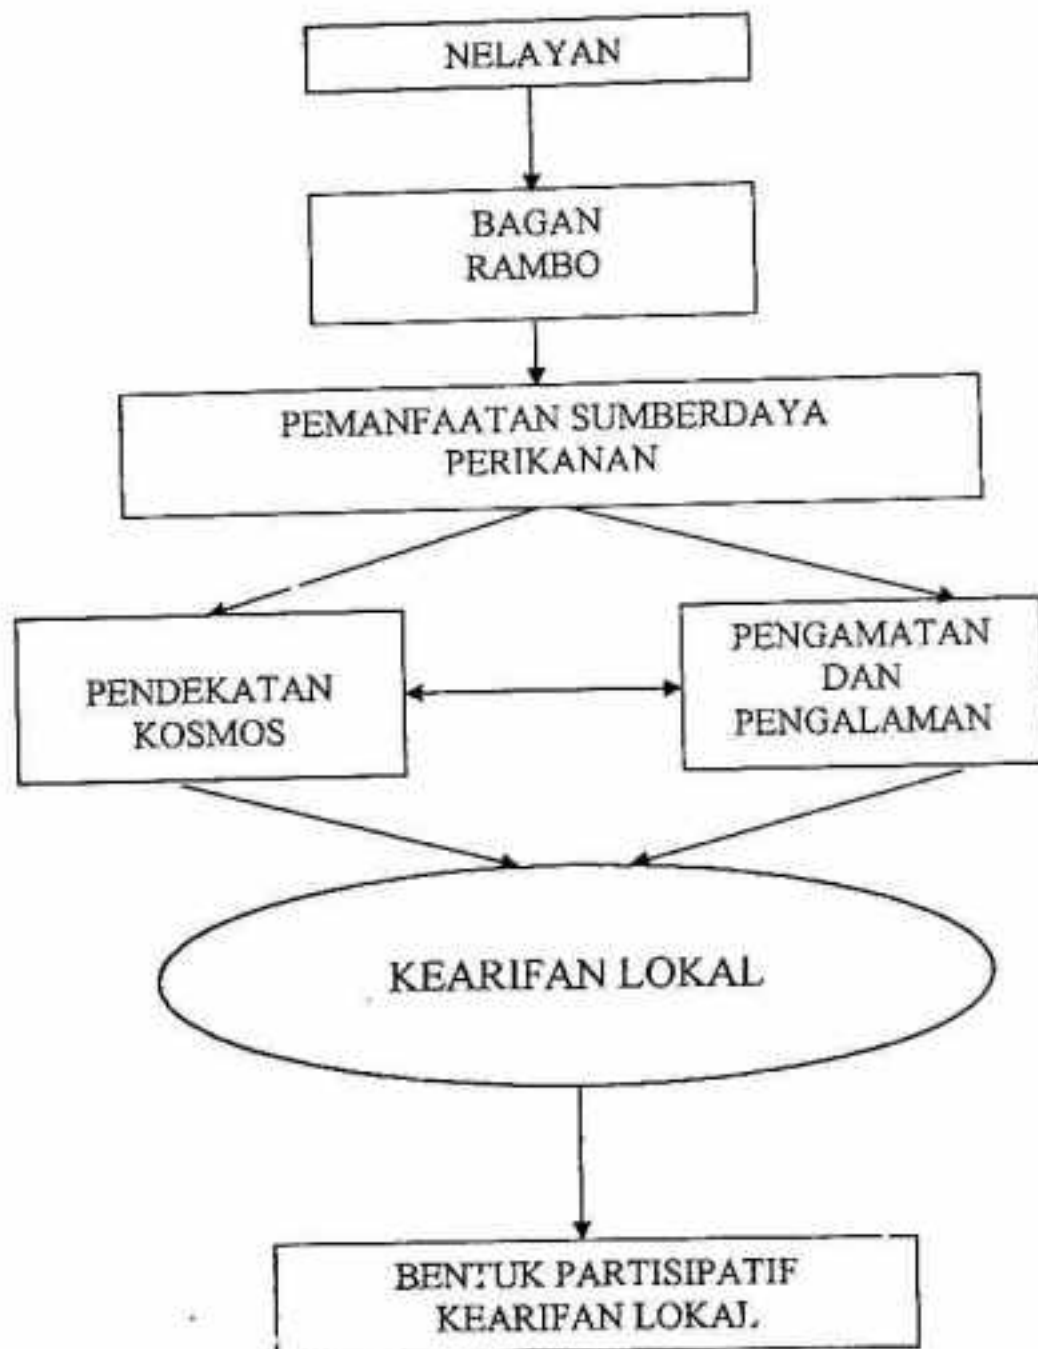 NELAYAN
BAGAN
RAMBO
PEMANFAATAN SUMBERDAYA
PERIKANAN
PENDEKATAN
KOSMOS
PENGAMATAN
DAN
PENGALAMAN
KEARIFAN LOKAL
BENTUK PARTISIPATIF
KEARIFAN LOKAL